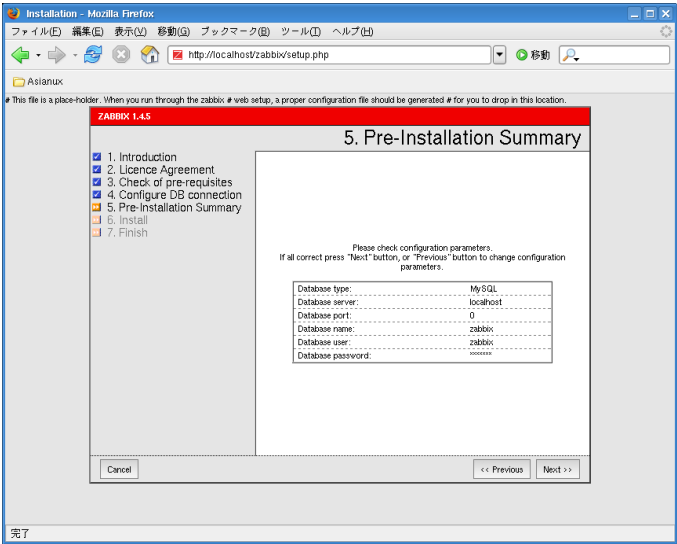 Installation - Mozilla Firefox
ファイル(F) 編集(E) 表示(V) 移動(G) ブックマーク(B) ツール(T) ヘルプ(H)
http://localhost/zabbix/setup.php 移動
Asianux
# This file is a place-holder. When you run through the zabbix # web setup, a proper configuration file should be generated # for you to drop in this location.
ZABBIX 1.4.5
5. Pre-Installation Summary
1. Introduction
2. Licence Agreement
3. Check of pre-requisites
4. Configure DB connection
5. Pre-Installation Summary
6. Install
7. Finish
Please check configuration parameters.
If all correct press "Next" button, or "Previous" button to change configuration
parameters.
Database type: MySQL
Database server: localhost
Database port: 0
Database name: zabbix
Database user: zabbix
Database password: *******
Cancel << Previous Next >>
完了